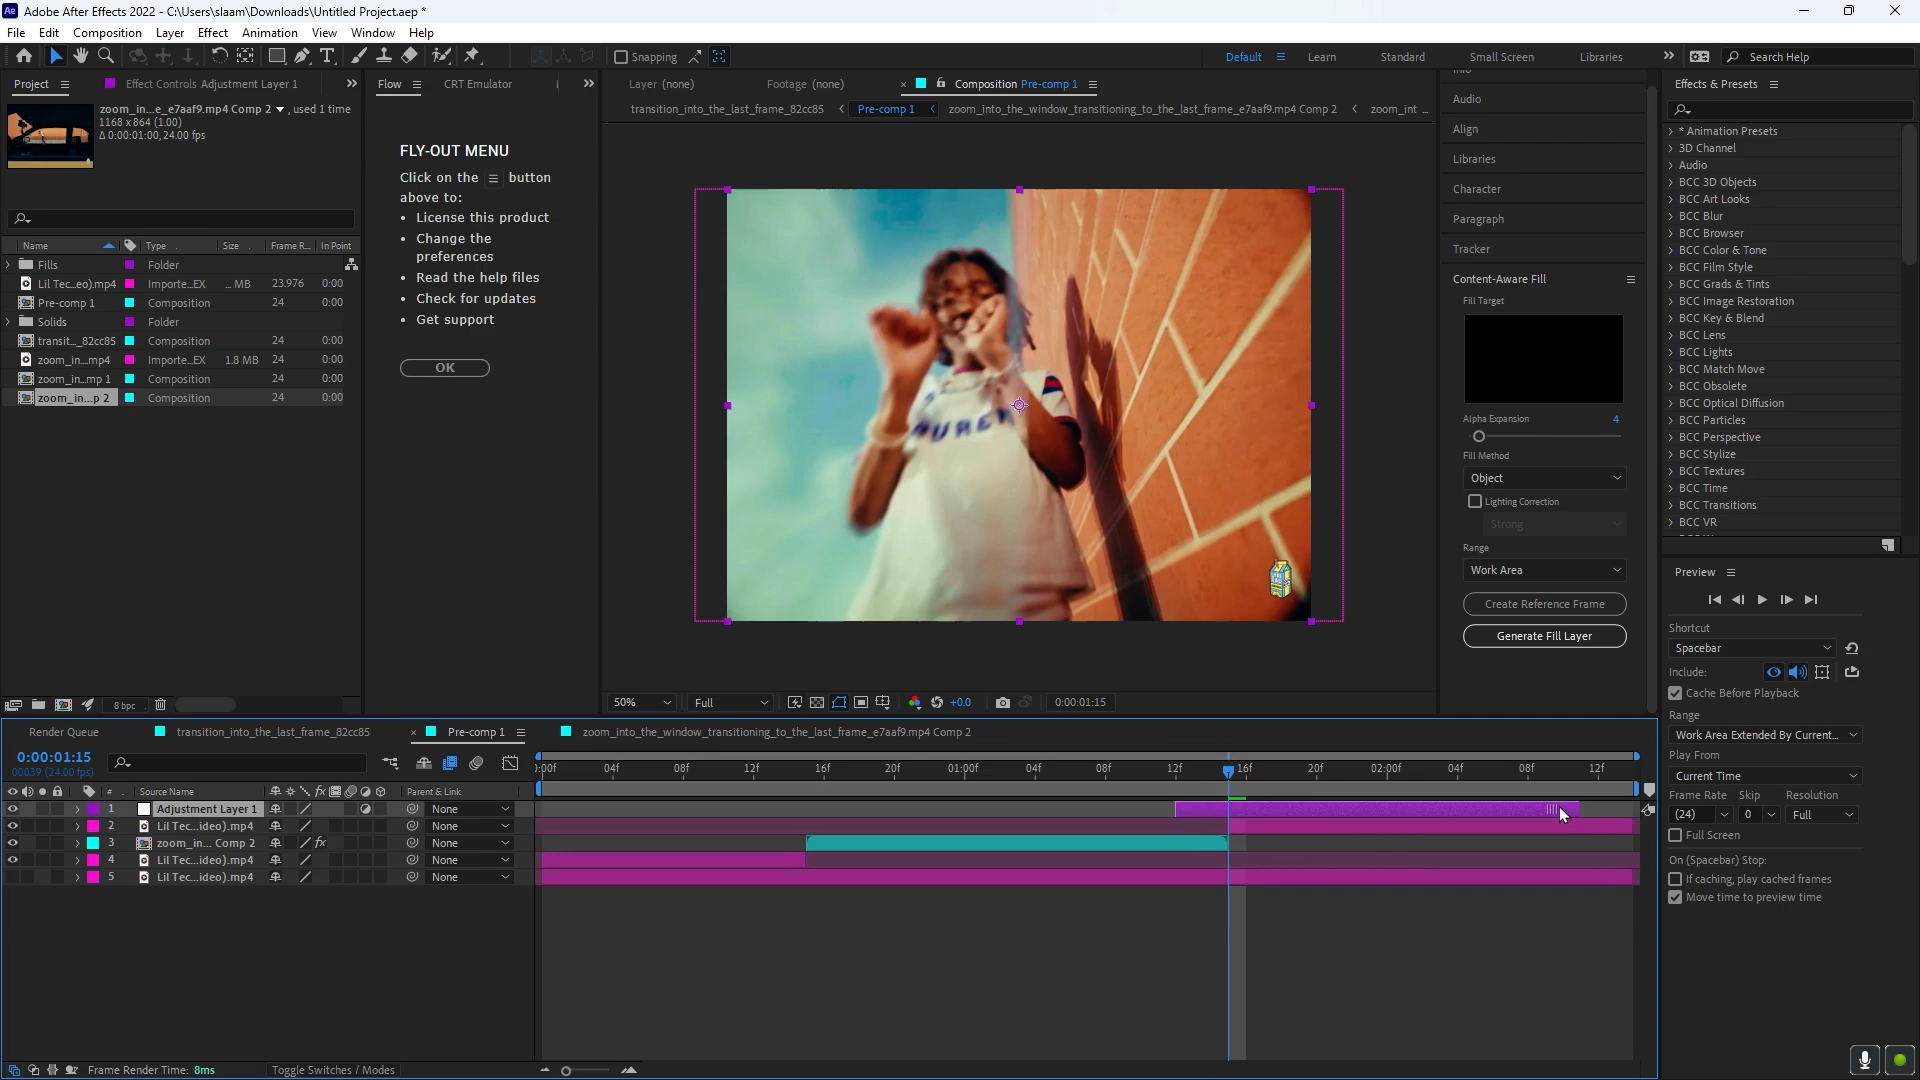 Adobe After Effects 2022 - C:\Users\slaam\Downloads\Untitled Project.aep *
File Edit Composition Layer Effect Animation View Window Help
Snapping
Default Learn Standard Small Screen Libraries Search Help
Project
Effect Controls Adjustment Layer 1
zoom_in...e_e7aaf9.mp4 Comp 2 , used 1 time
1168 x 864 (1.00)
Δ 0:00:01:00, 24.00 fps
Name Type Size Frame R... In Point
Fills Folder
Lil Tec...eo).mp4 Importe...EX ... MB 23.976 0:00
Pre-comp 1 Composition 24 0:00
Solids Folder
transit..._82cc85 Composition 24 0:00
zoom_in....mp4 Importe...EX 1.8 MB 24 0:00
zoom_in...mp 1 Composition 24 0:00
zoom_in...p 2 Composition 24 0:00
8 bpc
Flow CRT Emulator
FLY-OUT MENU
Click on the button
above to:
• License this product
• Change the
preferences
• Read the help files
• Check for updates
• Get support
OK
Layer (none) Footage (none) Composition Pre-comp 1
transition_into_the_last_frame_82cc85 Pre-comp 1 zoom_into_the_window_transitioning_to_the_last_frame_e7aaf9.mp4 Comp 2 zoom_int ...
50% Full +0.0 0:00:01:15
Info
Audio
Align
Libraries
Character
Paragraph
Tracker
Content-Aware Fill
Fill Target
Alpha Expansion 4
Fill Method
Object
Lighting Correction
Strong
Range
Work Area
Create Reference Frame
Generate Fill Layer
Effects & Presets
* Animation Presets
3D Channel
Audio
BCC 3D Objects
BCC Art Looks
BCC Blur
BCC Browser
BCC Color & Tone
BCC Film Style
BCC Grads & Tints
BCC Image Restoration
BCC Key & Blend
BCC Lens
BCC Lights
BCC Match Move
BCC Obsolete
BCC Optical Diffusion
BCC Particles
BCC Perspective
BCC Stylize
BCC Textures
BCC Time
BCC Transitions
BCC VR
Preview
Shortcut
Spacebar
Include:
Cache Before Playback
Range
Work Area Extended By Current...
Play From
Current Time
Frame Rate Skip Resolution
(24) 0 Full
Full Screen
On (Spacebar) Stop:
If caching, play cached frames
Move time to preview time
Render Queue transition_into_the_last_frame_82cc85 Pre-comp 1 zoom_into_the_window_transitioning_to_the_last_frame_e7aaf9.mp4 Comp 2
0:00:01:15
00039 (24.00 fps)
):00f 04f 08f 12f 16f 20f 01:00f 04f 08f 12f 16f 20f 02:00f 04f 08f 12f
# Source Name Parent & Link
1 Adjustment Layer 1 None
2 Lil Tec...ideo).mp4 None
3 zoom_in... Comp 2 None
4 Lil Tec...ideo).mp4 None
5 Lil Tec...ideo).mp4 None
Frame Render Time: 8ms Toggle Switches / Modes